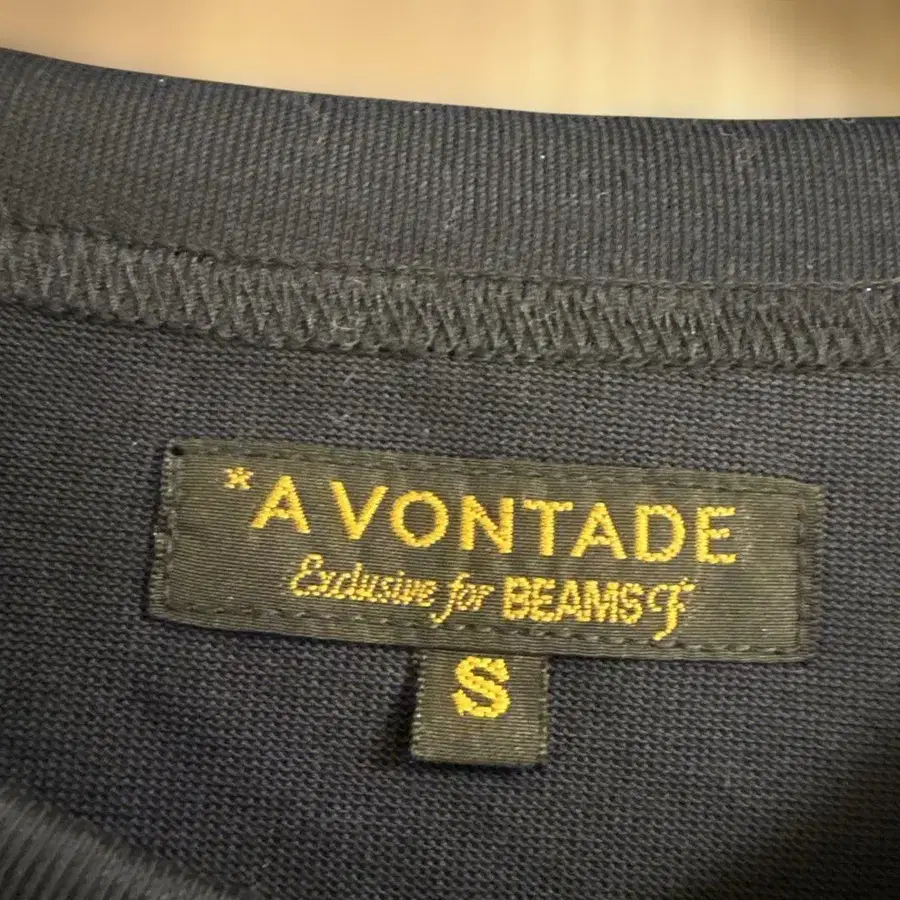 *A VONTADE
Exclusive for BEAMS F
S